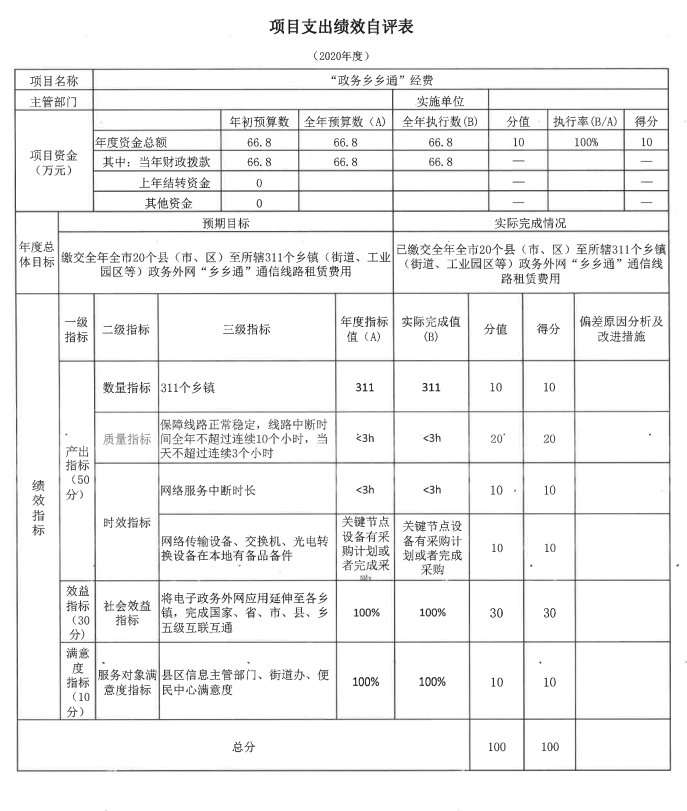 项目支出绩效自评表
（2020年度）
项目名称 “政务乡乡通”经费
主管部门 实施单位
项目资金（万元） 年初预算数 全年预算数（A） 全年执行数(B) 分值 执行率(B/A) 得分
年度资金总额 66.8 66.8 66.8 10 100% 10
其中：当年财政拨款 66.8 66.8 66.8 — —
上年结转资金 0 — —
其他资金 0 — —
年度总体目标 预期目标 实际完成情况
缴交全年全市20个县（市、区）至所辖311个乡镇（街道、工业园区等）政务外网“乡乡通”通信线路租赁费用
已缴交全年全市20个县（市、区）至所辖311个乡镇（街道、工业园区等）政务外网“乡乡通”通信线路租赁费用
绩效指标 一级指标 二级指标 三级指标 年度指标值（A） 实际完成值(B) 分值 得分 偏差原因分析及改进措施
产出指标（50分） 数量指标 311个乡镇 311 311 10 10
质量指标 保障线路正常稳定，线路中断时间全年不超过连续10个小时，当天不超过连续3个小时 <3h <3h 20 20
时效指标 网络服务中断时长 <3h <3h 10 10
网络传输设备、交换机、光电转换设备在本地有备品备件 关键节点设备有采购计划或者完成采购 关键节点设备有采购计划或者完成采购 10 10
效益指标（30分） 社会效益指标 将电子政务外网应用延伸至各乡镇，完成国家、省、市、县、乡五级互联互通 100% 100% 30 30
满意度指标（10分） 服务对象满意度指标 县区信息主管部门、街道办、便民中心满意度 100% 100% 10 10
总分 100 100